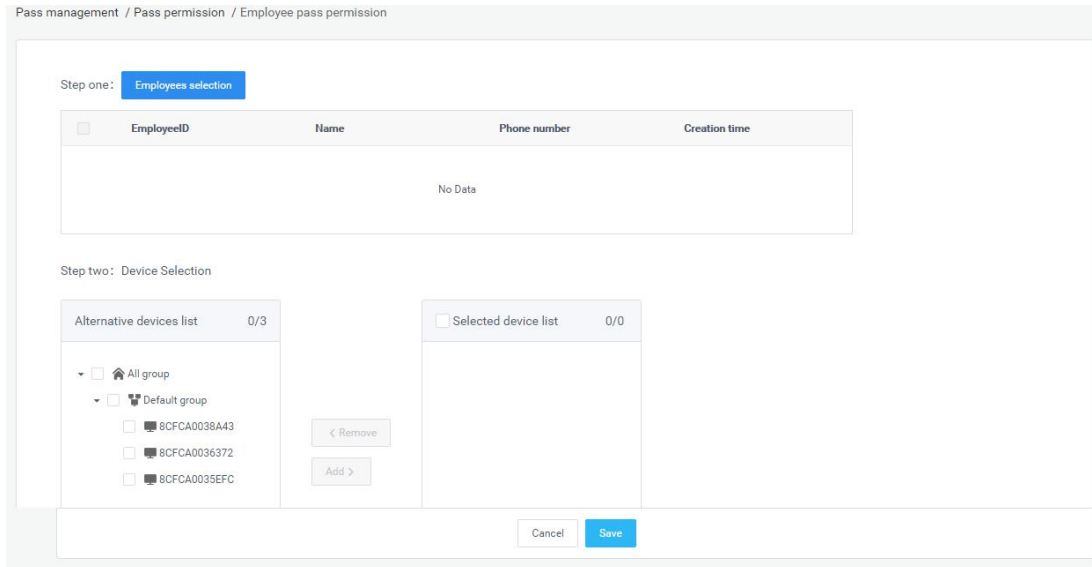 Pass management / Pass permission / Employee pass permission
Step one: Employees selection
EmployeeID Name Phone number Creation time
No Data
Step two: Device Selection
Alternative devices list 0/3
Selected device list 0/0
All group
Default group
8CFCA0038A43
8CFCA0036372
8CFCA0035EFC
< Remove
Add >
Cancel Save